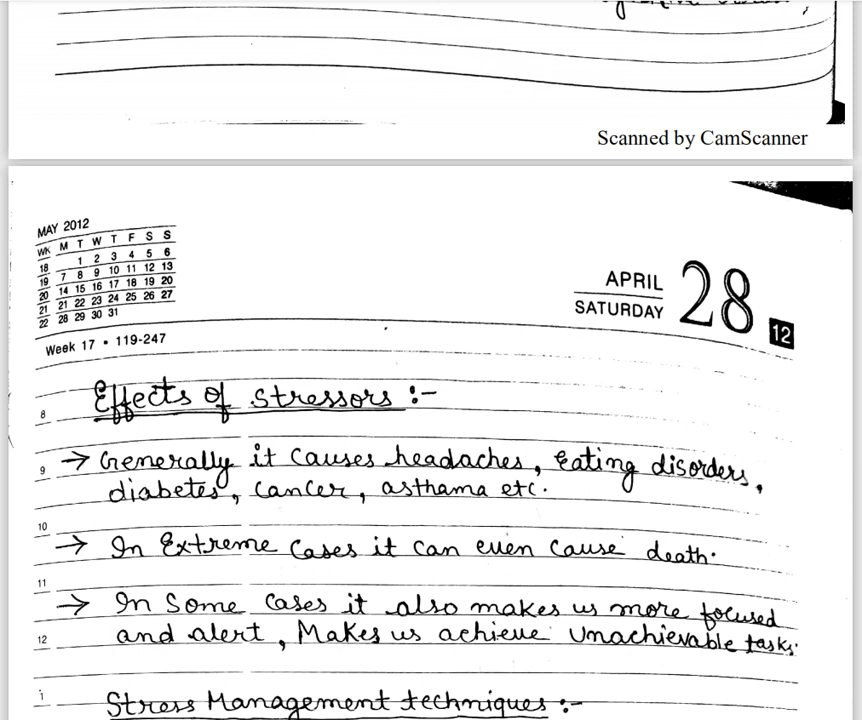 Scanned by CamScanner
MAY 2012
WK M T W T F S S
18 1 2 3 4 5 6
19 7 8 9 10 11 12 13
20 14 15 16 17 18 19 20
21 21 22 23 24 25 26 27
22 28 29 30 31
Week 17 • 119-247
APRIL
SATURDAY
28
12
8 Effects of stressors :-
9 → Generally it causes headaches, Eating disorders,
diabetes, cancer, asthama etc.
10
→ In Extreme Cases it can even cause death.
11
→ In Some Cases it also makes us more focused
12 and alert, Makes us achieve Unachievable tasks.
1 Stress Management techniques :-